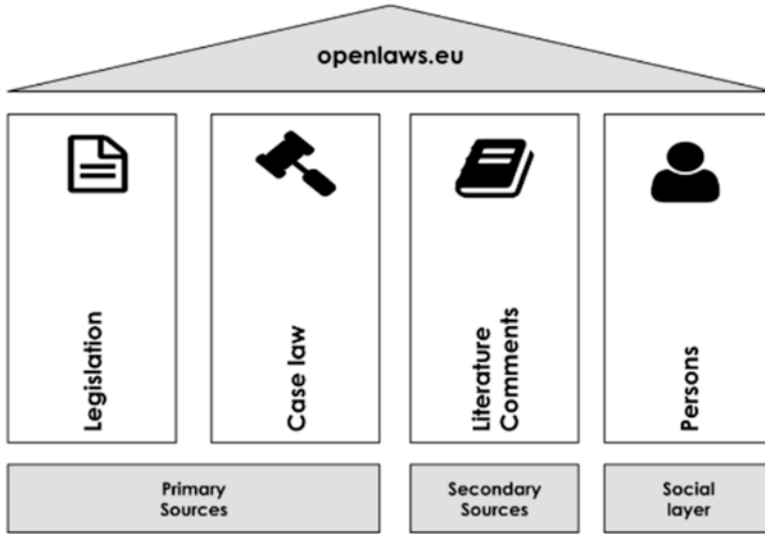 openlaws.eu
Legislation
Case law
Literature
Comments
Persons
Primary
Sources
Secondary
Sources
Social
layer